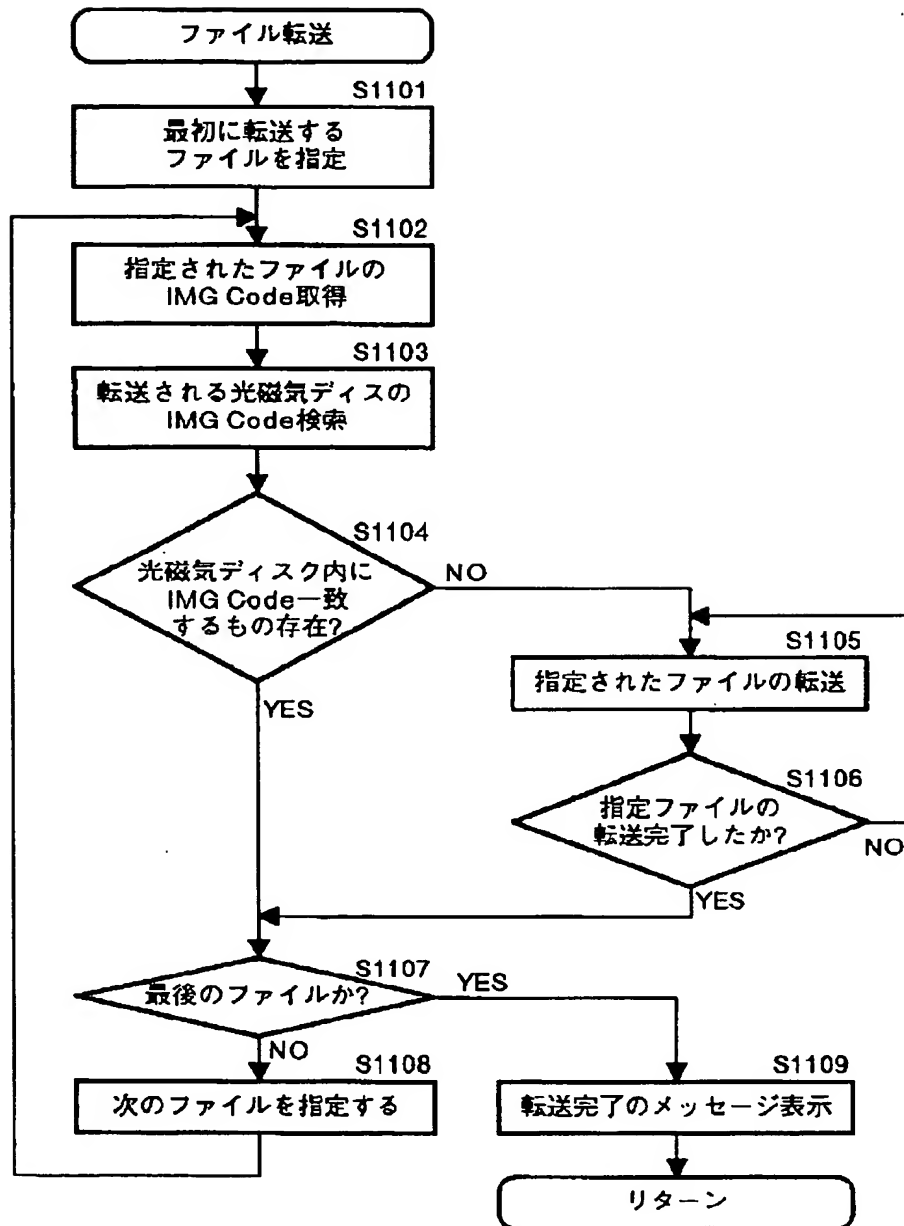 ファイル転送
S1101
最初に転送する
ファイルを指定
S1102
指定されたファイルの
IMG Code取得
S1103
転送される光磁気ディスの
IMG Code検索
S1104
光磁気ディスク内に
IMG Code一致
するもの存在?
NO
YES
S1105
指定されたファイルの転送
S1106
指定ファイルの
転送完了したか?
NO
YES
S1107
最後のファイルか?
YES
NO
S1108
次のファイルを指定する
S1109
転送完了のメッセージ表示
リターン